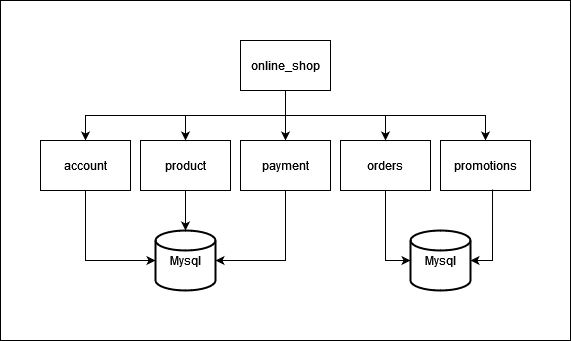 online_shop
account
product
payment
orders
promotions
Mysql
Mysql